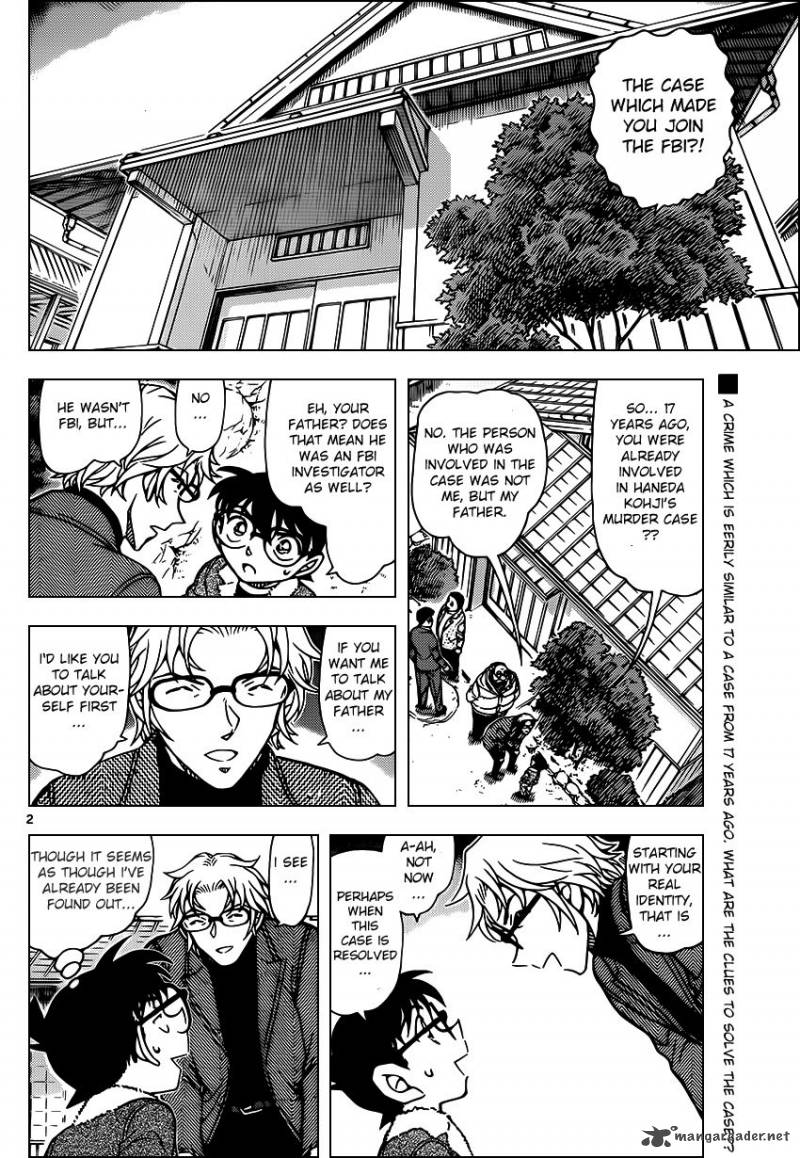 THE CASE
WHICH MADE
YOU JOIN
THE FBI?!
SO... 17
YEARS AGO,
YOU WERE
ALREADY
INVOLVED
IN HANEDA
KOHJI'S
MURDER CASE
??
NO. THE PERSON
WHO WAS
INVOLVED IN THE
CASE WAS NOT
ME, BUT MY
FATHER.
EH, YOUR
FATHER? DOES
THAT MEAN HE
WAS AN FBI
INVESTIGATOR
AS WELL?
NO
...
HE WASN'T
FBI, BUT...
IF YOU
WANT ME
TO TALK
ABOUT MY
FATHER
...
I'D LIKE YOU
TO TALK
ABOUT YOUR-
SELF FIRST
...
STARTING
WITH YOUR
REAL
IDENTITY,
THAT IS
...
A-AH,
NOT
NOW
...
PERHAPS
WHEN
THIS
CASE IS
RESOLVED
...
I SEE
...
THOUGH IT SEEMS
AS THOUGH I'VE
ALREADY BEEN
FOUND OUT...
A CRIME WHICH IS EERILY SIMILAR TO A CASE FROM 17 YEARS AGO. WHAT ARE THE CLUES TO SOLVE THE CASE??
2
mangareader.net